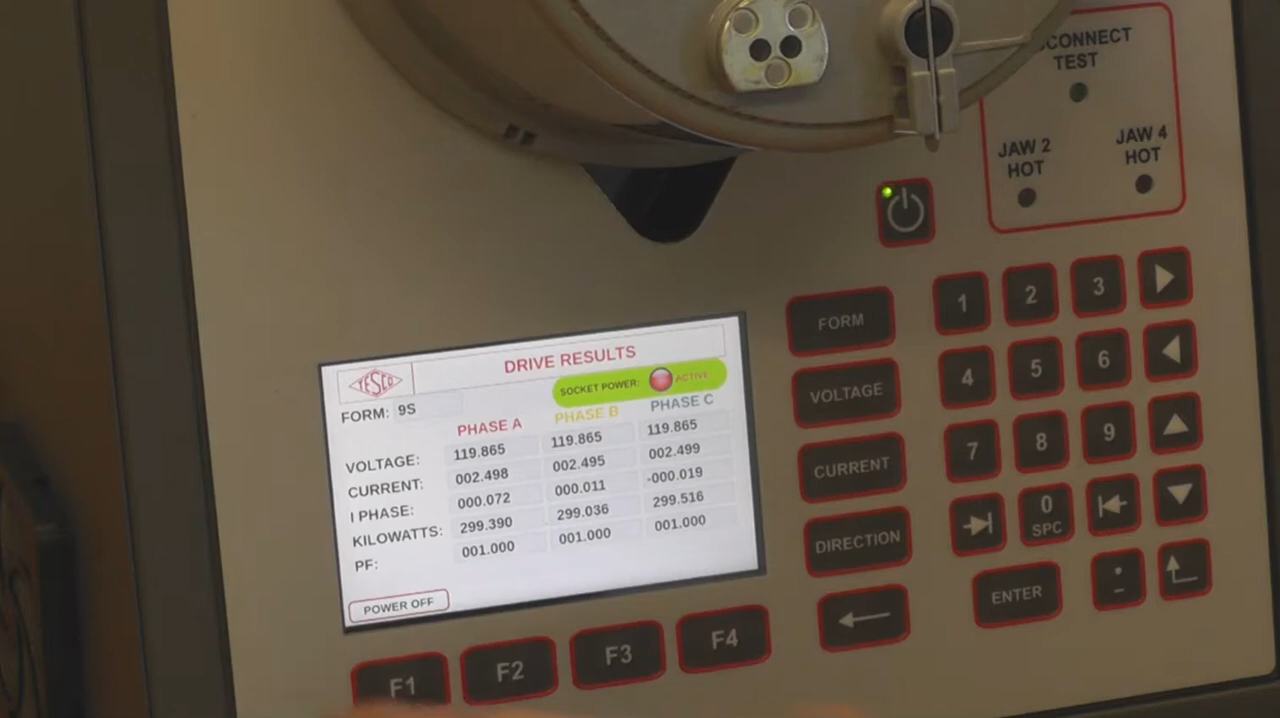 CONNECT
TEST
JAW 2
HOT
JAW 4
HOT
TESCO
DRIVE RESULTS
SOCKET POWER: ACTIVE
FORM: 9S
PHASE A PHASE B PHASE C
VOLTAGE: 119.865 119.865 119.865
CURRENT: 002.498 002.495 002.499
I PHASE: 000.072 000.011 -000.019
KILOWATTS: 299.390 299.036 299.516
PF: 001.000 001.000 001.000
POWER OFF
F1 F2 F3 F4
FORM
VOLTAGE
CURRENT
DIRECTION
1 2 3
4 5 6
7 8 9
0
SPC
ENTER